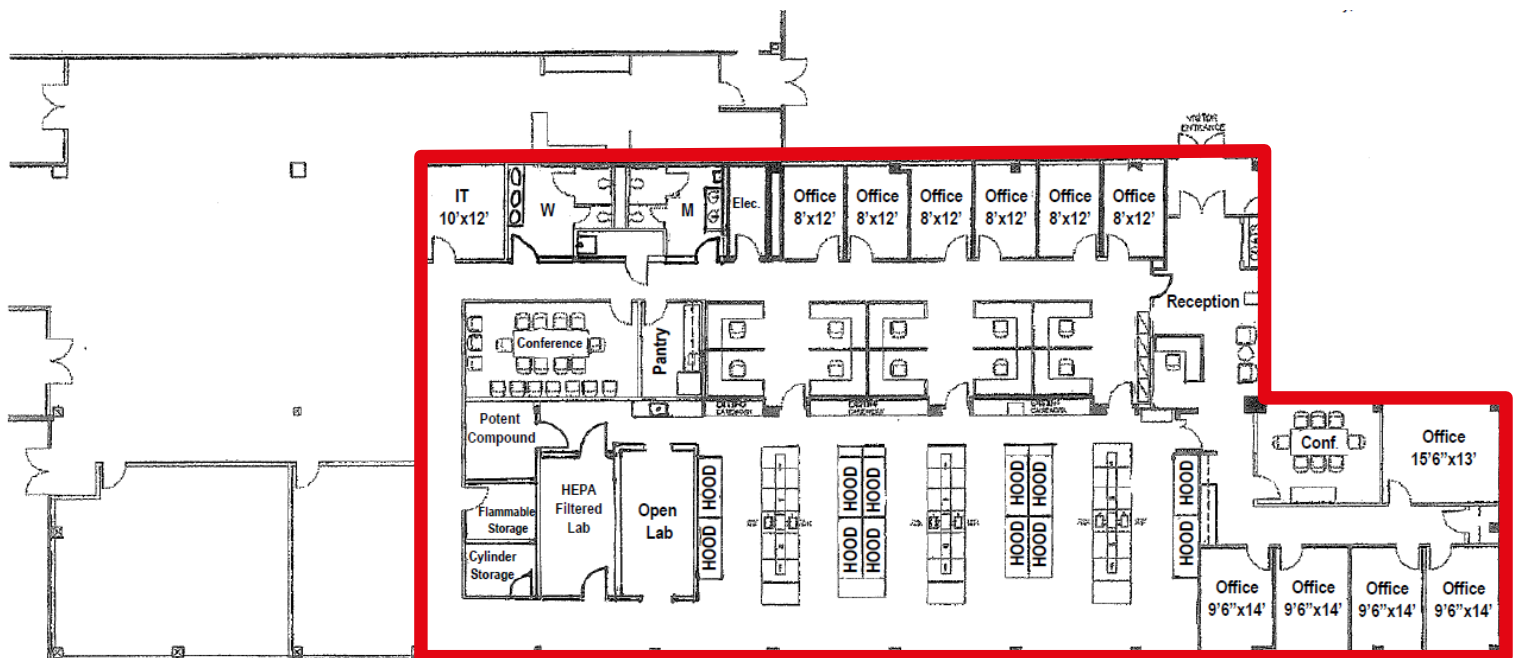 VISITOR
ENTRANCE
IT
10'x12'
W
M
Elec.
Office
8'x12'
Office
8'x12'
Office
8'x12'
Office
8'x12'
Office
8'x12'
Office
8'x12'
Reception
Conference
Pantry
Potent
Compound
HEPA
Filtered
Lab
Open
Lab
Flammable
Storage
Cylinder
Storage
HOOD
HOOD
HOOD
HOOD
HOOD
HOOD
HOOD
HOOD
HOOD
HOOD
HOOD
HOOD
Conf.
Office
15'6"x13'
Office
9'6"x14'
Office
9'6"x14'
Office
9'6"x14'
Office
9'6"x14'